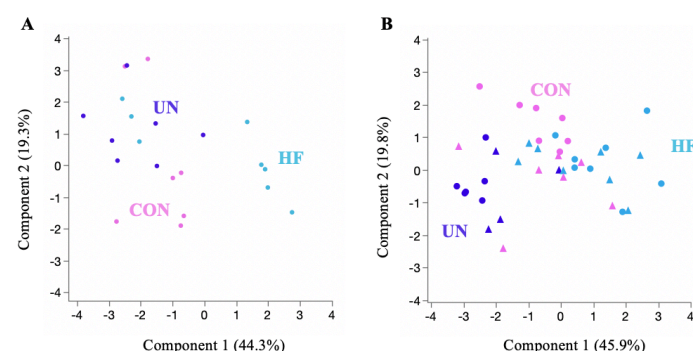 A
4
3
2
1
0
-1
-2
-3
-4
Component 2 (19.3%)
UN
HF
CON
-4 -3 -2 -1 0 1 2 3 4
Component 1 (44.3%)
B
4
3
2
1
0
-1
-2
-3
-4
Component 2 (19.8%)
CON
HF
UN
-4 -3 -2 -1 0 1 2 3 4
Component 1 (45.9%)